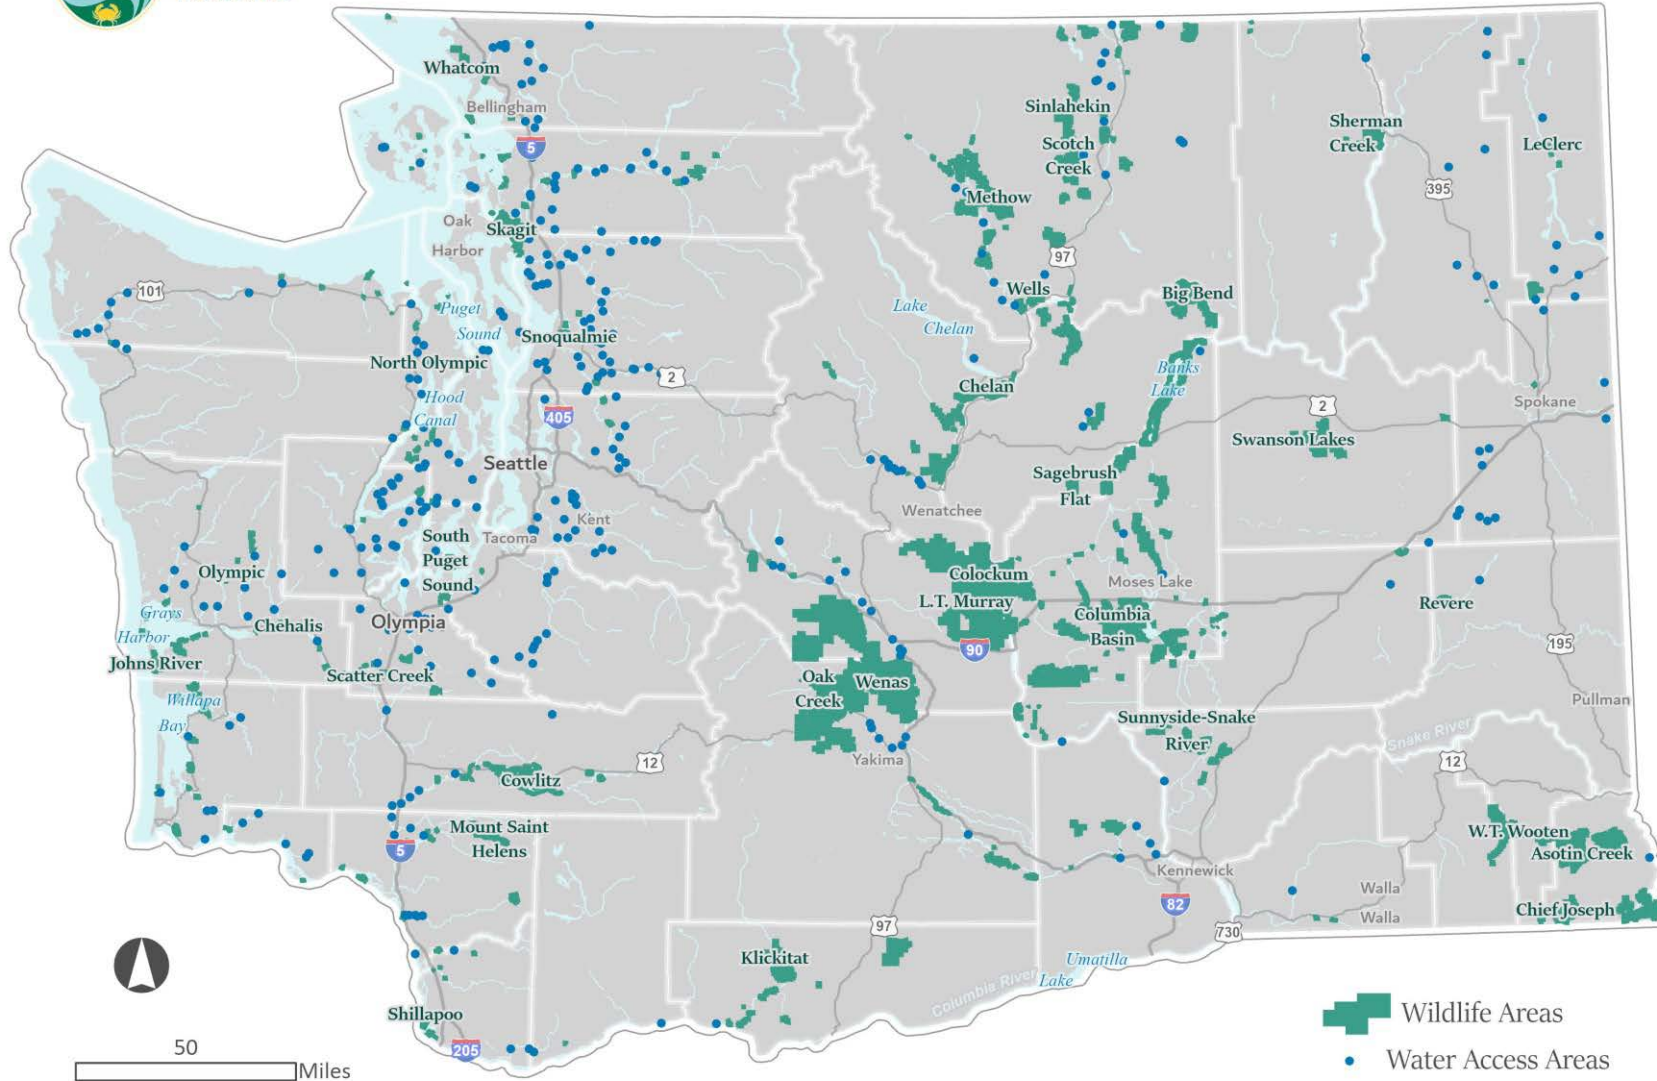 Whatcom
Bellingham
5
Sinlahekin
Scotch
Creek
Sherman
Creek
LeClerc
395
Methow
Oak
Harbor
Skagit
97
101
Puget
Sound
Lake
Chelan
Wells
Big Bend
Snoqualmie
North Olympic
2
Hood
Canal
405
Chelan
Banks
Lake
Spokane
2
Swanson Lakes
Seattle
Sagebrush
Flat
Wenatchee
Kent
Tacoma
South
Puget
Sound
Olympic
Colockum
Moses Lake
L.T. Murray
Columbia
Basin
Revere
Grays
Harbor
Chehalis
Olympia
90
195
Johns River
Scatter Creek
Oak
Creek
Wenas
Willapa
Bay
Pullman
Sunnyside-Snake
River
Snake River
Yakima
12
12
Cowlitz
Mount Saint
Helens
5
W.T. Wooten
Asotin Creek
Kennewick
82
Walla
Walla
Chief Joseph
97
730
Klickitat
Umatilla
Lake
Columbia River
Shillapoo
205
50
Miles
Wildlife Areas
Water Access Areas